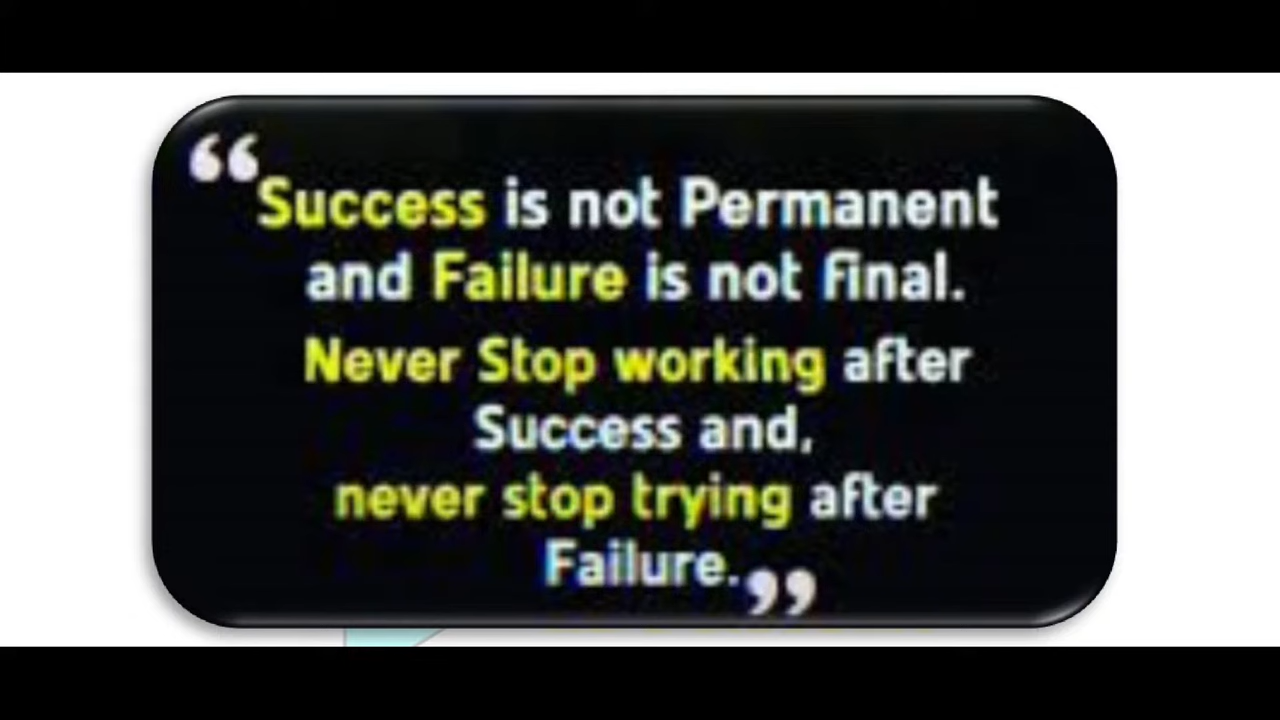 “Success is not Permanent
and Failure is not final.
Never Stop working after
Success and,
never stop trying after
Failure.”